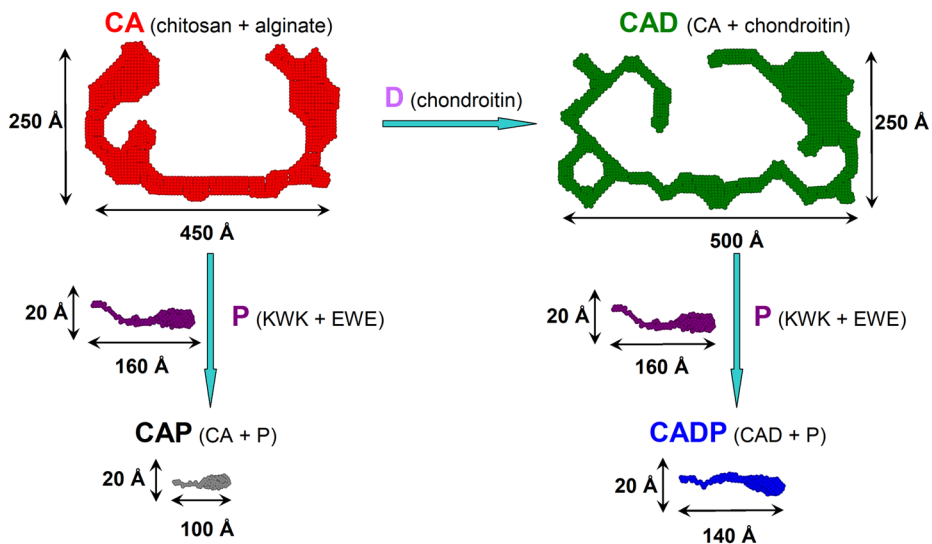 CA (chitosan + alginate)
CAD (CA + chondroitin)
250 Å
D (chondroitin)
250 Å
450 Å
500 Å
20 Å
P (KWK + EWE)
20 Å
P (KWK + EWE)
160 Å
160 Å
CAP (CA + P)
CADP (CAD + P)
20 Å
20 Å
100 Å
140 Å